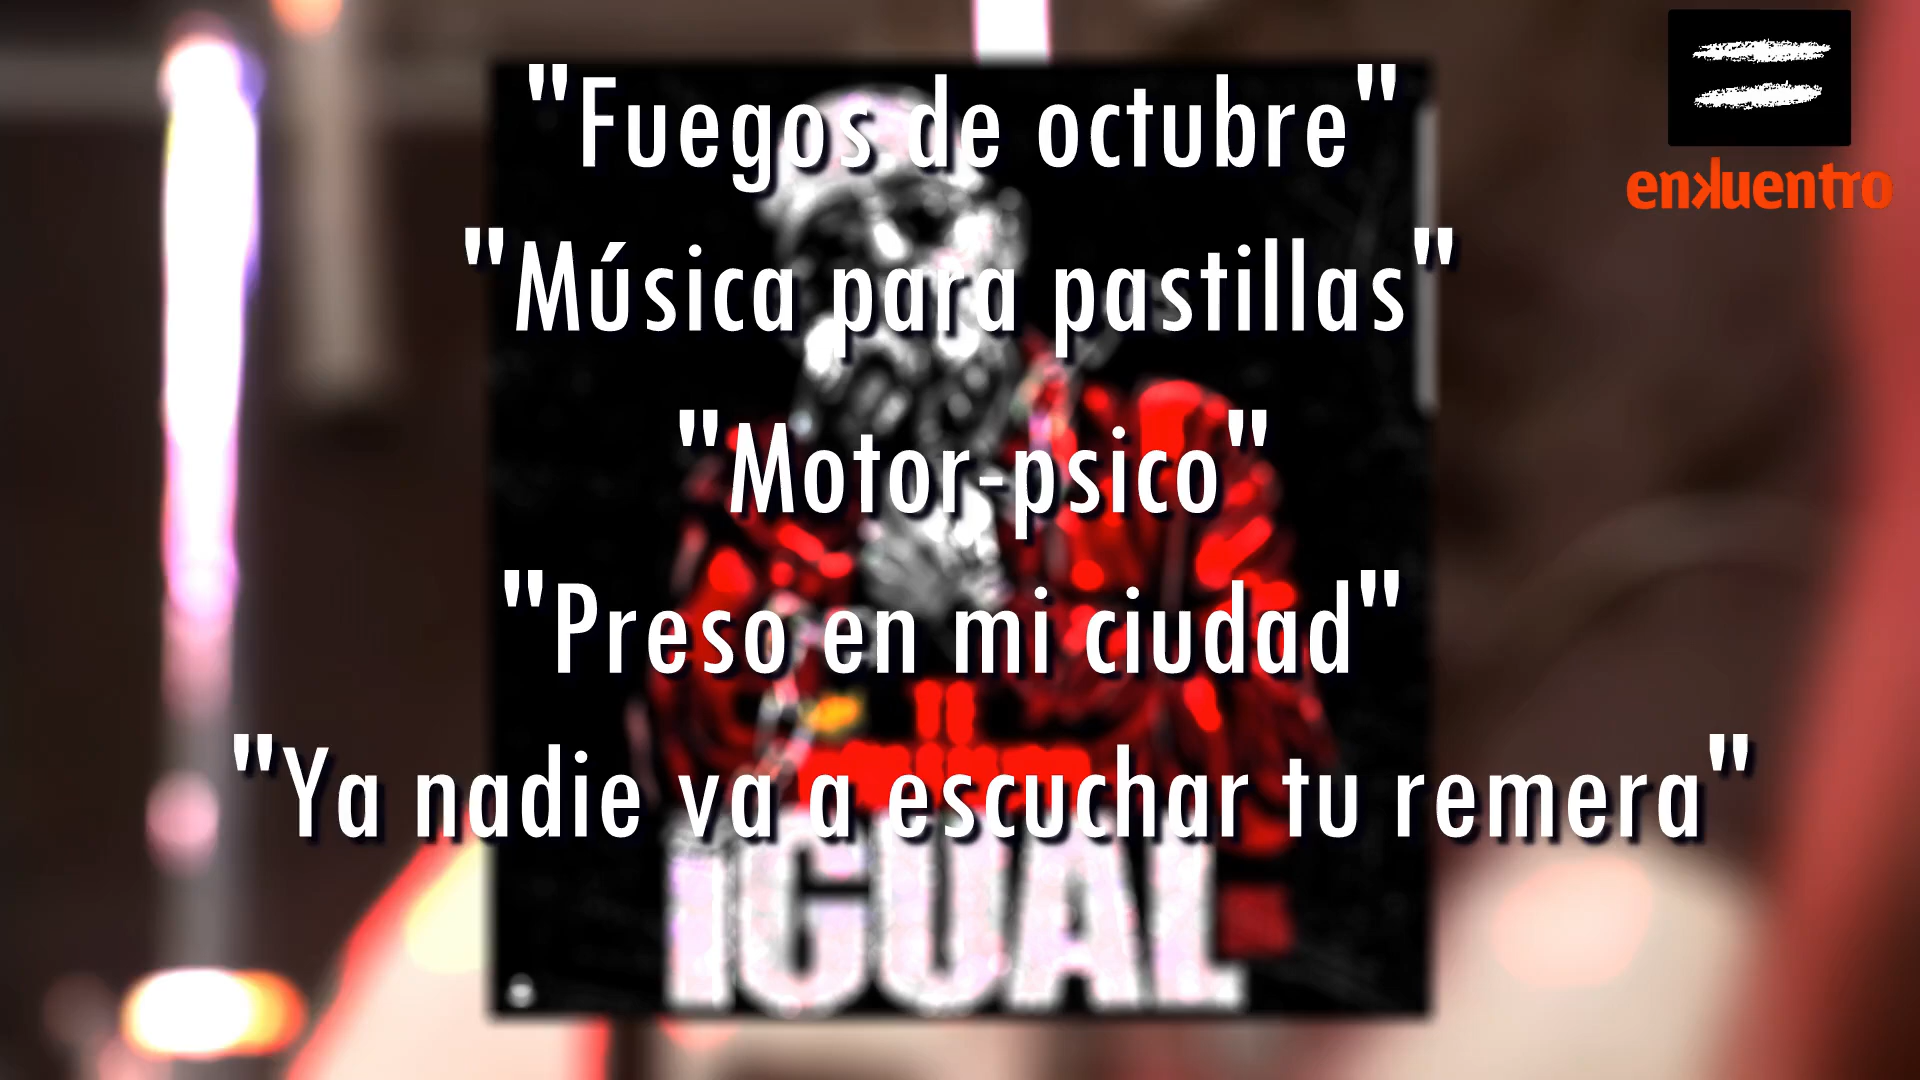 "Fuegos de octubre"
enkuentro
"Música para pastillas"
"Motor-psico"
"Preso en mi ciudad"
"Ya nadie va a escuchar tu remera"
iGUAL